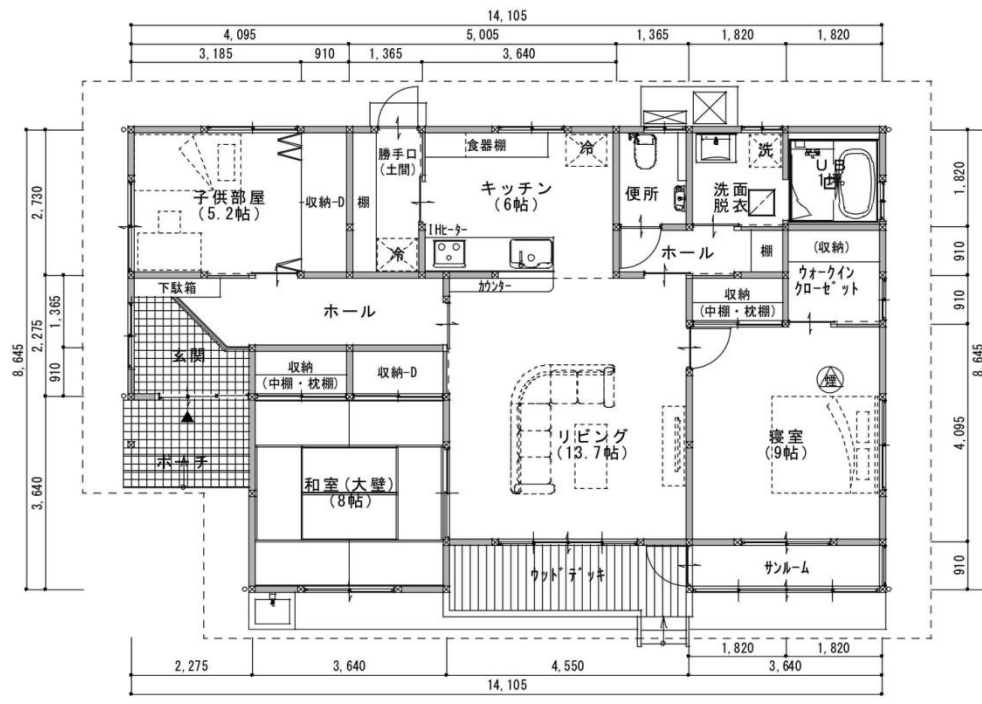 14,105
4,095
5,005
1,365
1,820
1,820
3,185
910
1,365
3,640
8,645
2,730
2,275
1,365
910
3,640
1,820
910
910
4,095
910
8,645
子供部屋
(5.2帖)
収納-D
棚
勝手口
(土間)
冷
食器棚
冷
キッチン
(6帖)
IHヒーター
カウンター
便所
洗面
脱衣
洗
UB
1坪
ホール
棚
(収納)
ウォークイン
クローゼット
収納
(中棚・枕棚)
下駄箱
ホール
玄関
収納
(中棚・枕棚)
収納-D
ポーチ
和室(大壁)
(8帖)
リビング
(13.7帖)
煙
寝室
(9帖)
ウッドデッキ
サンルーム
1,820
1,820
2,275
3,640
4,550
3,640
14,105